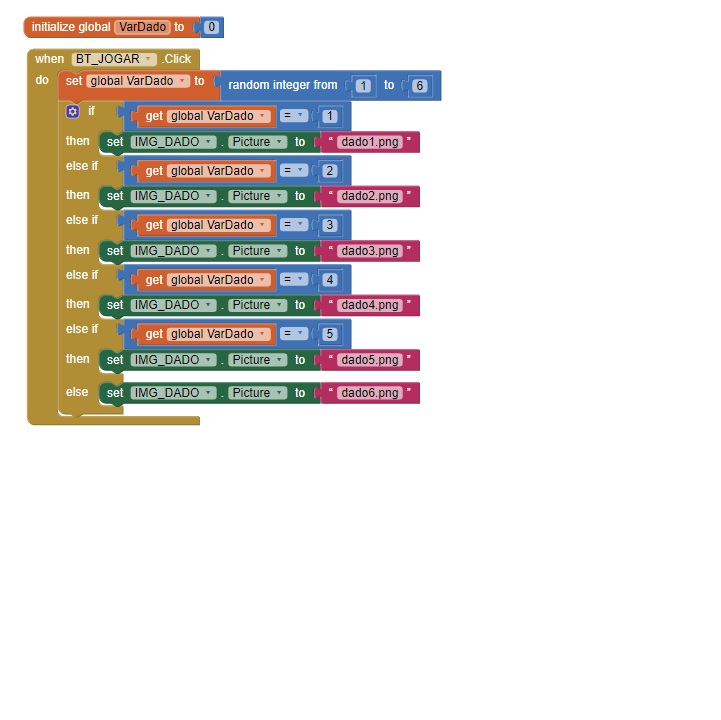 initialize global VarDado to 0
when BT_JOGAR .Click
do set global VarDado to random integer from 1 to 6
if get global VarDado = 1
then set IMG_DADO . Picture to " dado1.png "
else if get global VarDado = 2
then set IMG_DADO . Picture to " dado2.png "
else if get global VarDado = 3
then set IMG_DADO . Picture to " dado3.png "
else if get global VarDado = 4
then set IMG_DADO . Picture to " dado4.png "
else if get global VarDado = 5
then set IMG_DADO . Picture to " dado5.png "
else set IMG_DADO . Picture to " dado6.png "